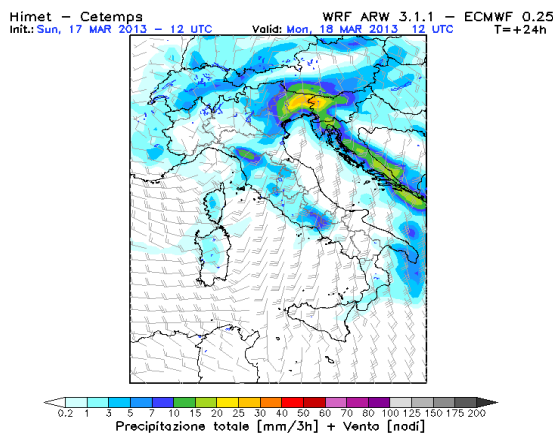 Himet – Cetemps WRF ARW 3.1.1 – ECMWF 0.25
Init.: Sun, 17 MAR 2013 – 12 UTC Valid: Mon, 18 MAR 2013 12 UTC T=+24h
0.2 1 3 5 7 10 15 20 25 30 40 50 60 70 80 100 125 150 175 200
Precipitazione totale [mm/3h] + Vento [nodi]